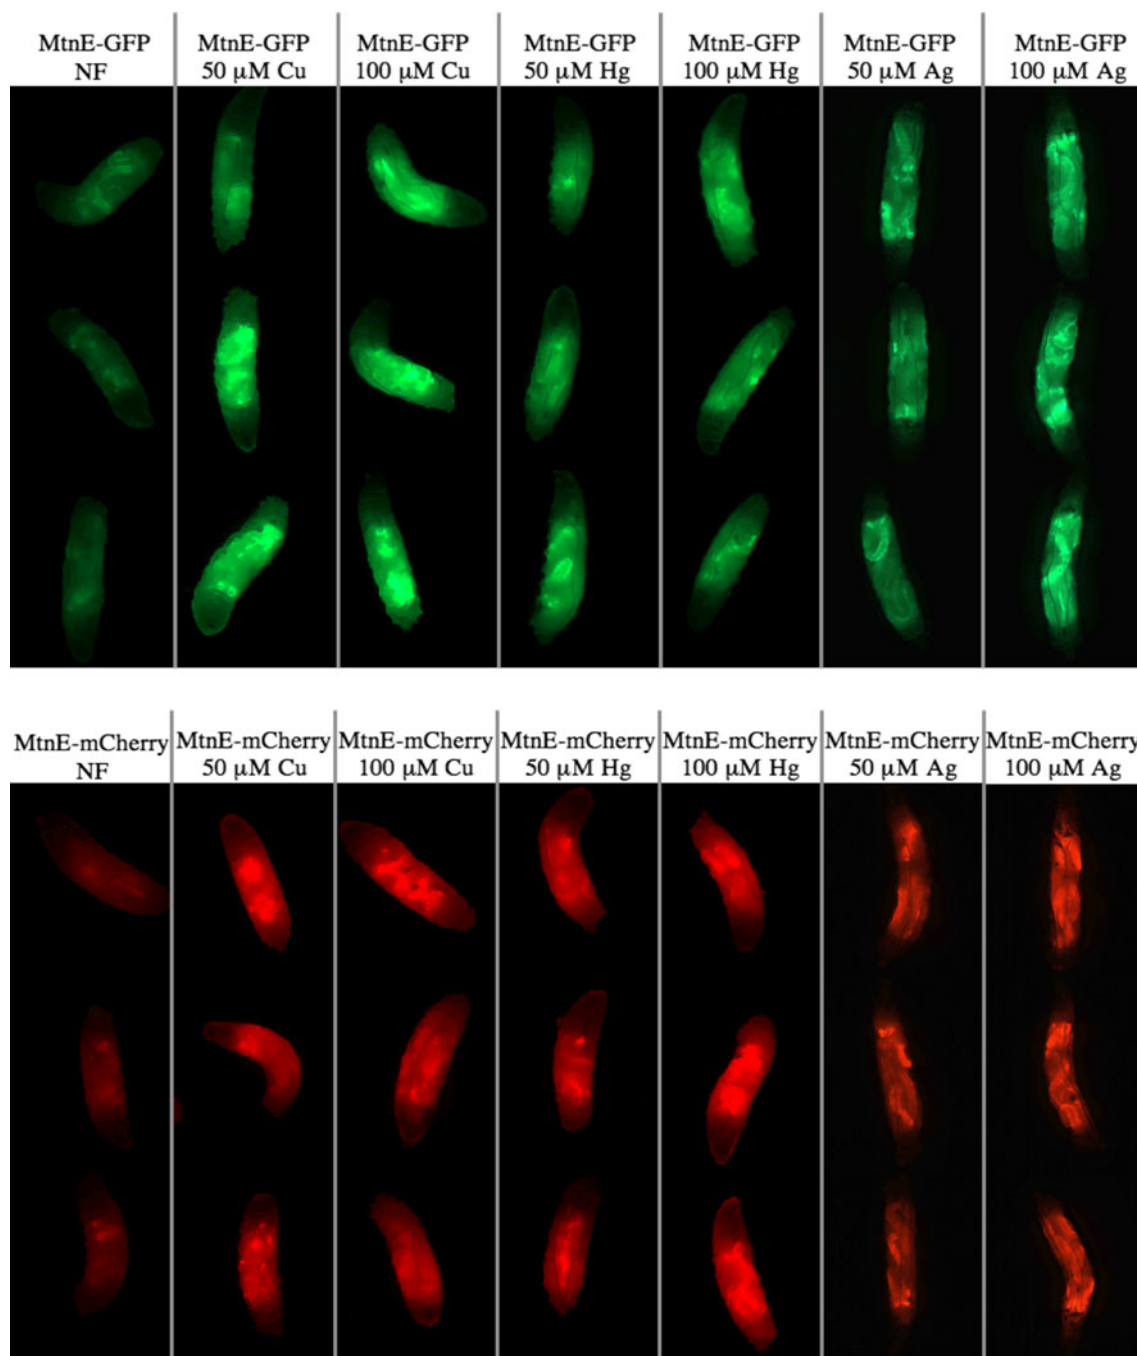 MtnE-GFP
NF
MtnE-GFP
50 μM Cu
MtnE-GFP
100 μM Cu
MtnE-GFP
50 μM Hg
MtnE-GFP
100 μM Hg
MtnE-GFP
50 μM Ag
MtnE-GFP
100 μM Ag
MtnE-mCherry
NF
MtnE-mCherry
50 μM Cu
MtnE-mCherry
100 μM Cu
MtnE-mCherry
50 μM Hg
MtnE-mCherry
100 μM Hg
MtnE-mCherry
50 μM Ag
MtnE-mCherry
100 μM Ag